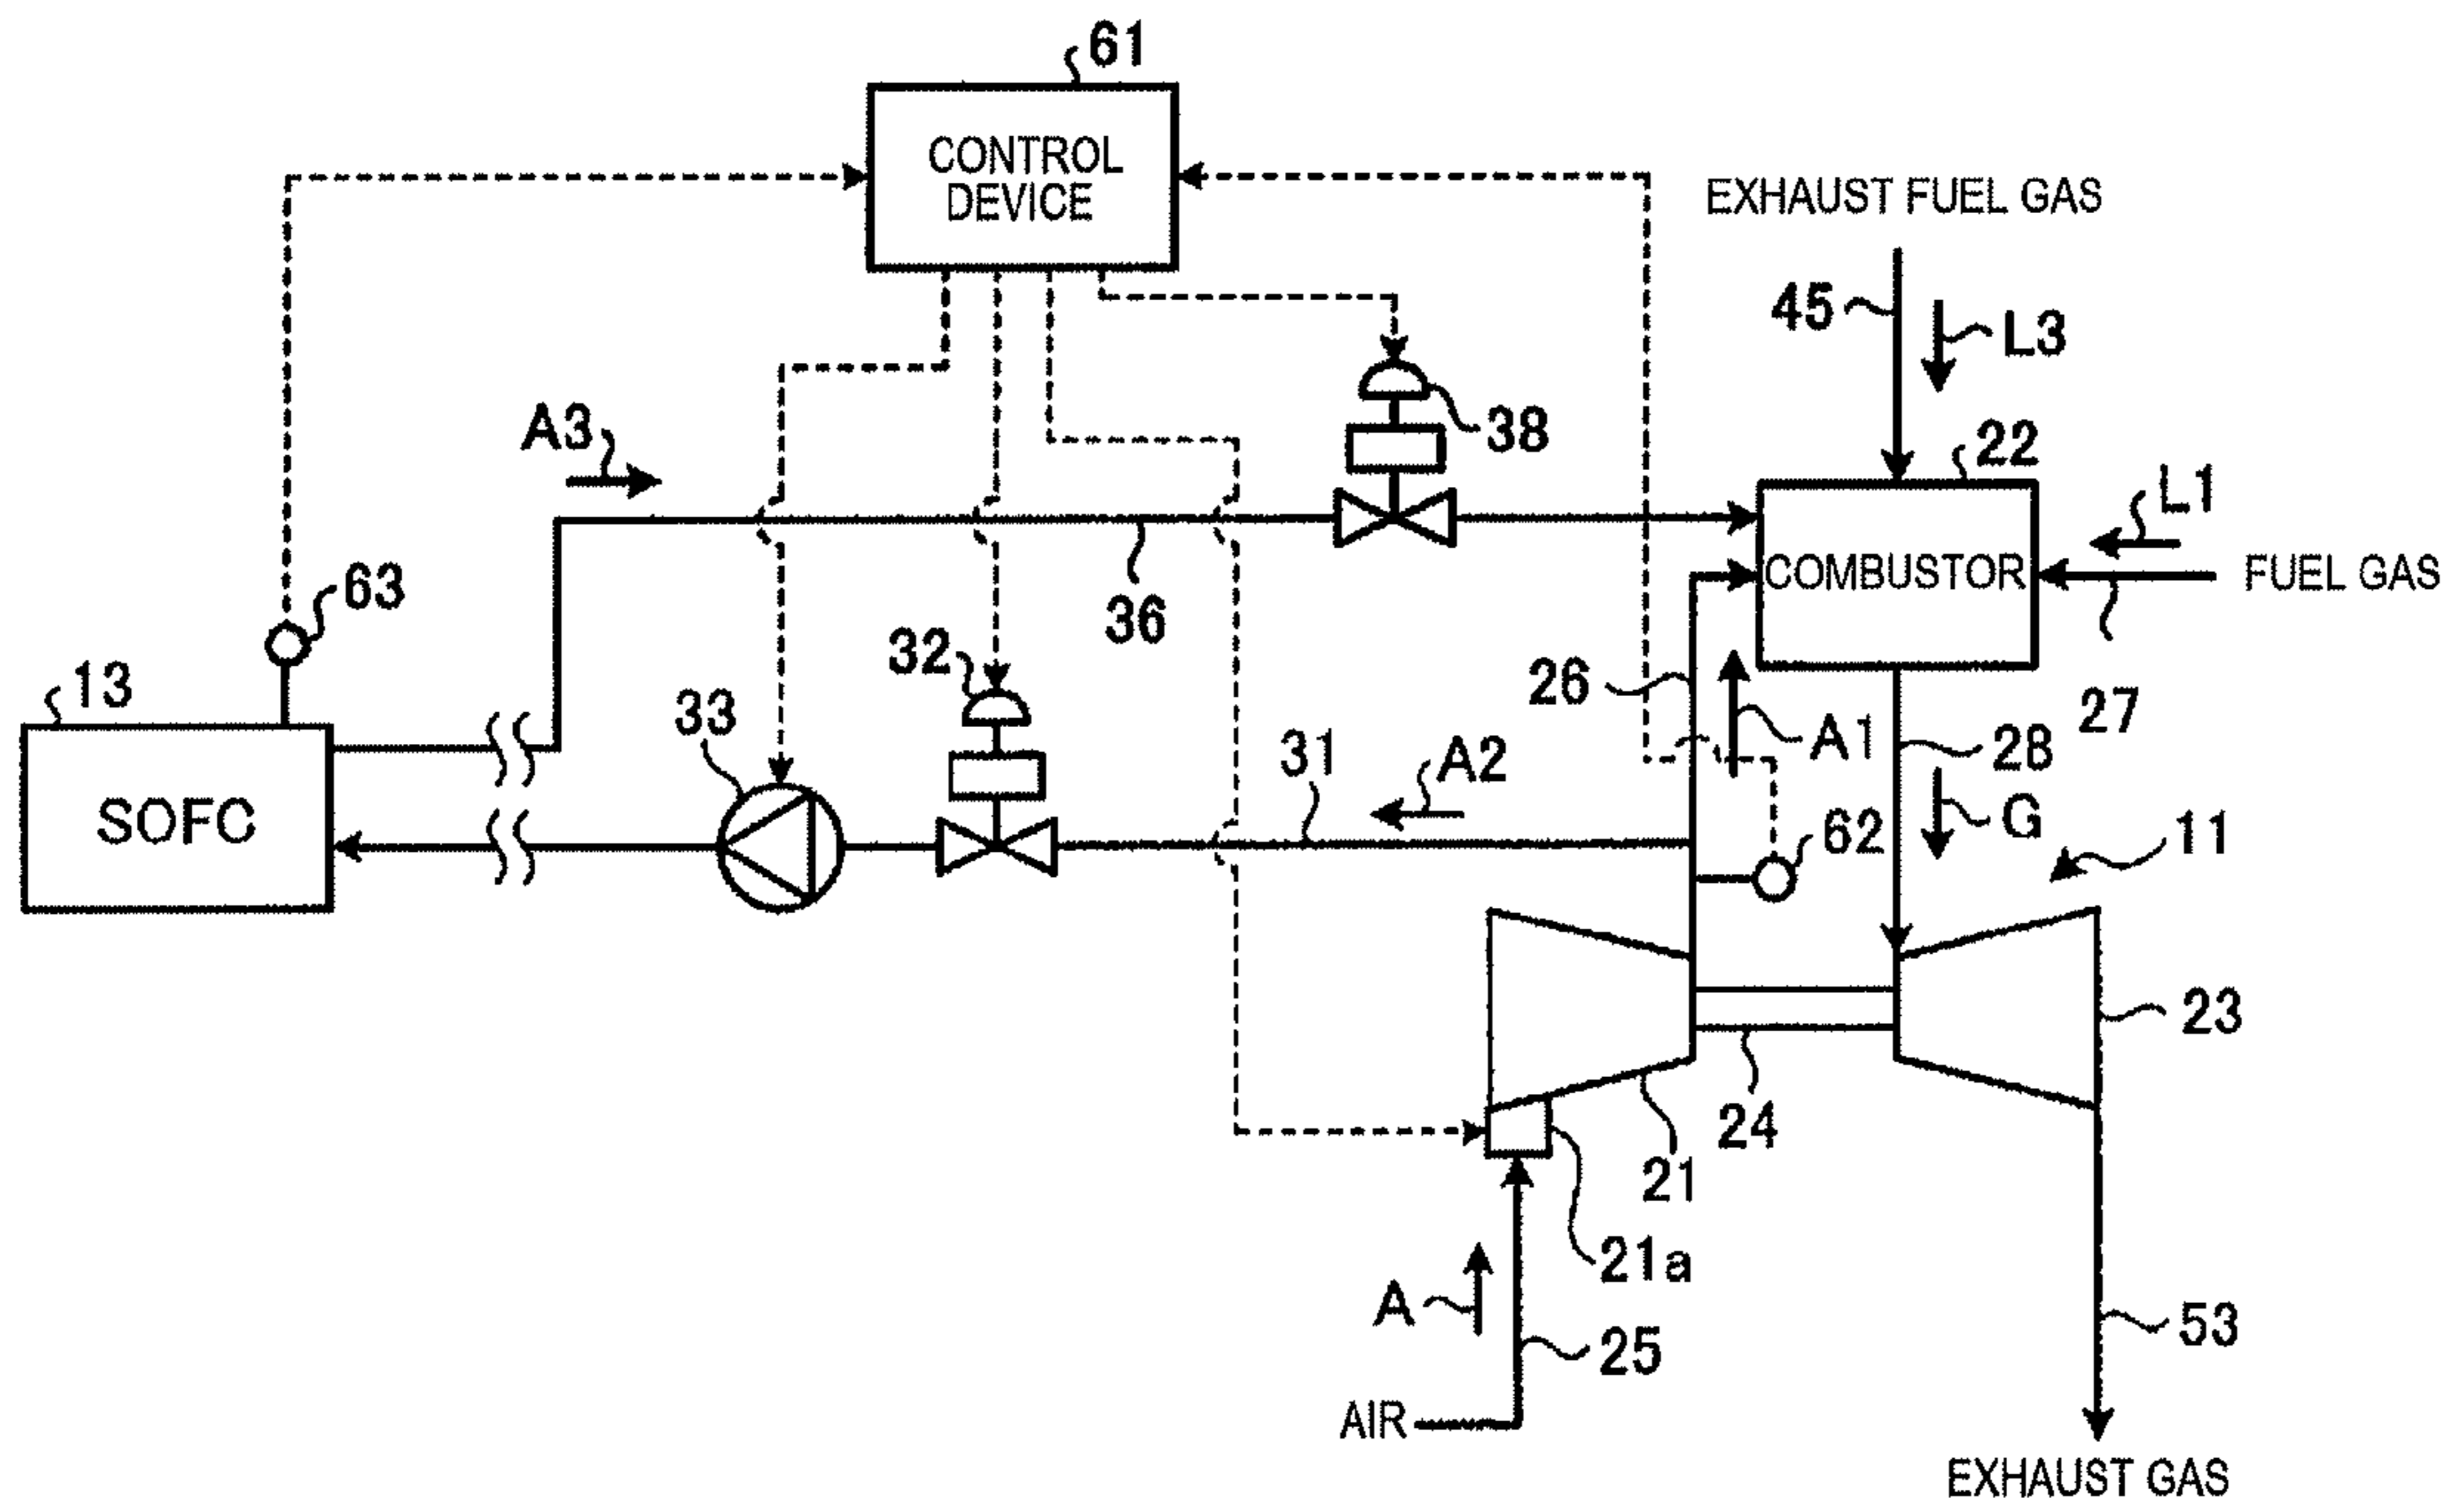 61
CONTROL
DEVICE
EXHAUST FUEL GAS
45
L3
A3
38
22
L1
COMBUSTOR
FUEL GAS
63
36
32
26
13
33
27
A1
28
31
A2
SOFC
G
62
11
23
24
21
21a
A
25
53
AIR
EXHAUST GAS